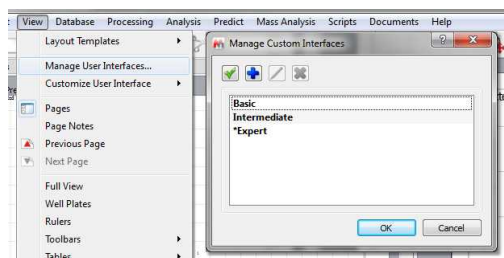 View Database Processing Analysis Predict Mass Analysis Scripts Documents Help
Layout Templates
Manage User Interfaces...
Customize User Interface
Pages
Page Notes
Previous Page
Next Page
Full View
Well Plates
Rulers
Toolbars
Tables
Manage Custom Interfaces
Basic
Intermediate
*Expert
OK Cancel